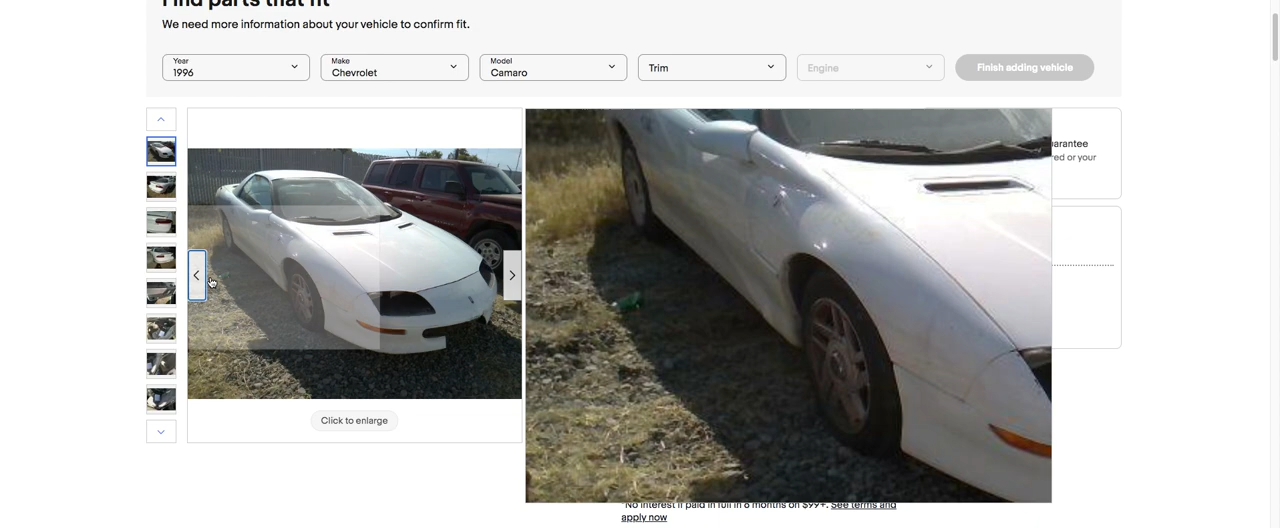 Find parts that fit
We need more information about your vehicle to confirm fit.
Year
1996
Make
Chevrolet
Model
Camaro
Trim
Engine
Finish adding vehicle
red or your
Click to enlarge
*No interest if paid in full in 6 months on $99+. See terms and
apply now